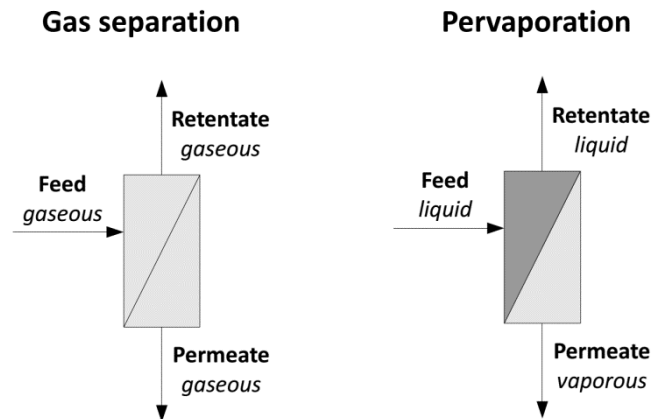 Gas separation
Retentate
gaseous
Feed
gaseous
Permeate
gaseous
Pervaporation
Retentate
liquid
Feed
liquid
Permeate
vaporous